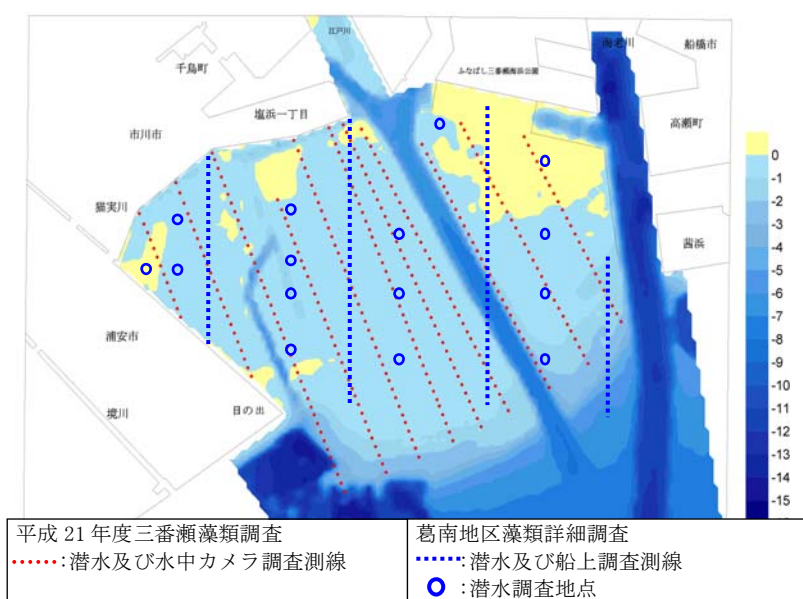 江戸川
海老川
船橋市
千鳥町
ふなばし三番瀬海浜公園
塩浜一丁目
高瀬町
市川市
猫実川
茜浜
浦安市
境川
日の出
0
-1
-2
-3
-4
-5
-6
-7
-8
-9
-10
-11
-12
-13
-14
-15
平成 21 年度三番瀬藻類調査
:潜水及び水中カメラ調査測線
葛南地区藻類詳細調査
:潜水及び船上調査測線
:潜水調査地点